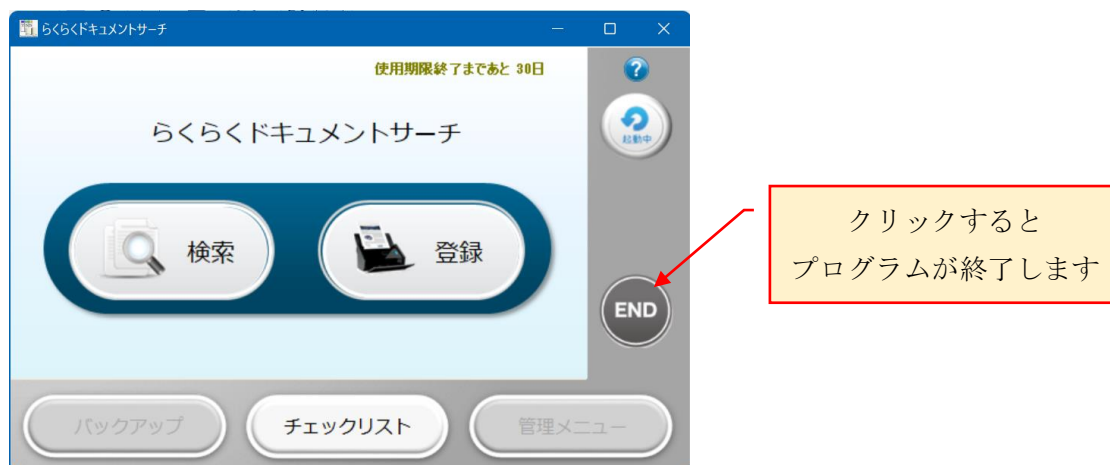 らくらくドキュメントサーチ
使用期限終了まであと 30日
?
らくらくドキュメントサーチ
起動中
検索
登録
クリックすると
プログラムが終了します
END
バックアップ
チェックリスト
管理メニュー